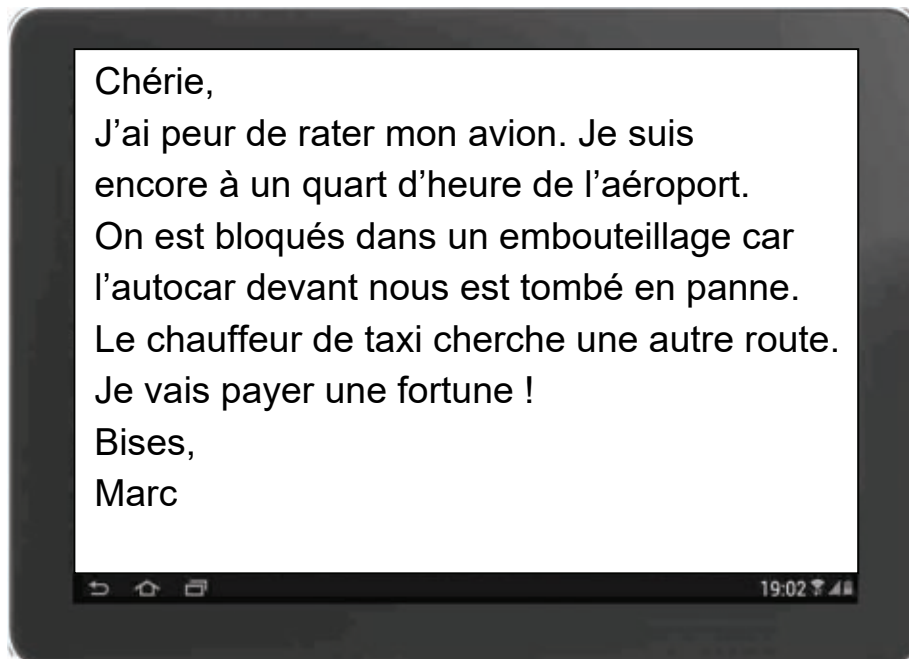 Chérie,
J’ai peur de rater mon avion. Je suis
encore à un quart d’heure de l’aéroport.
On est bloqués dans un embouteillage car
l’autocar devant nous est tombé en panne.
Le chauffeur de taxi cherche une autre route.
Je vais payer une fortune !
Bises,
Marc
19:02